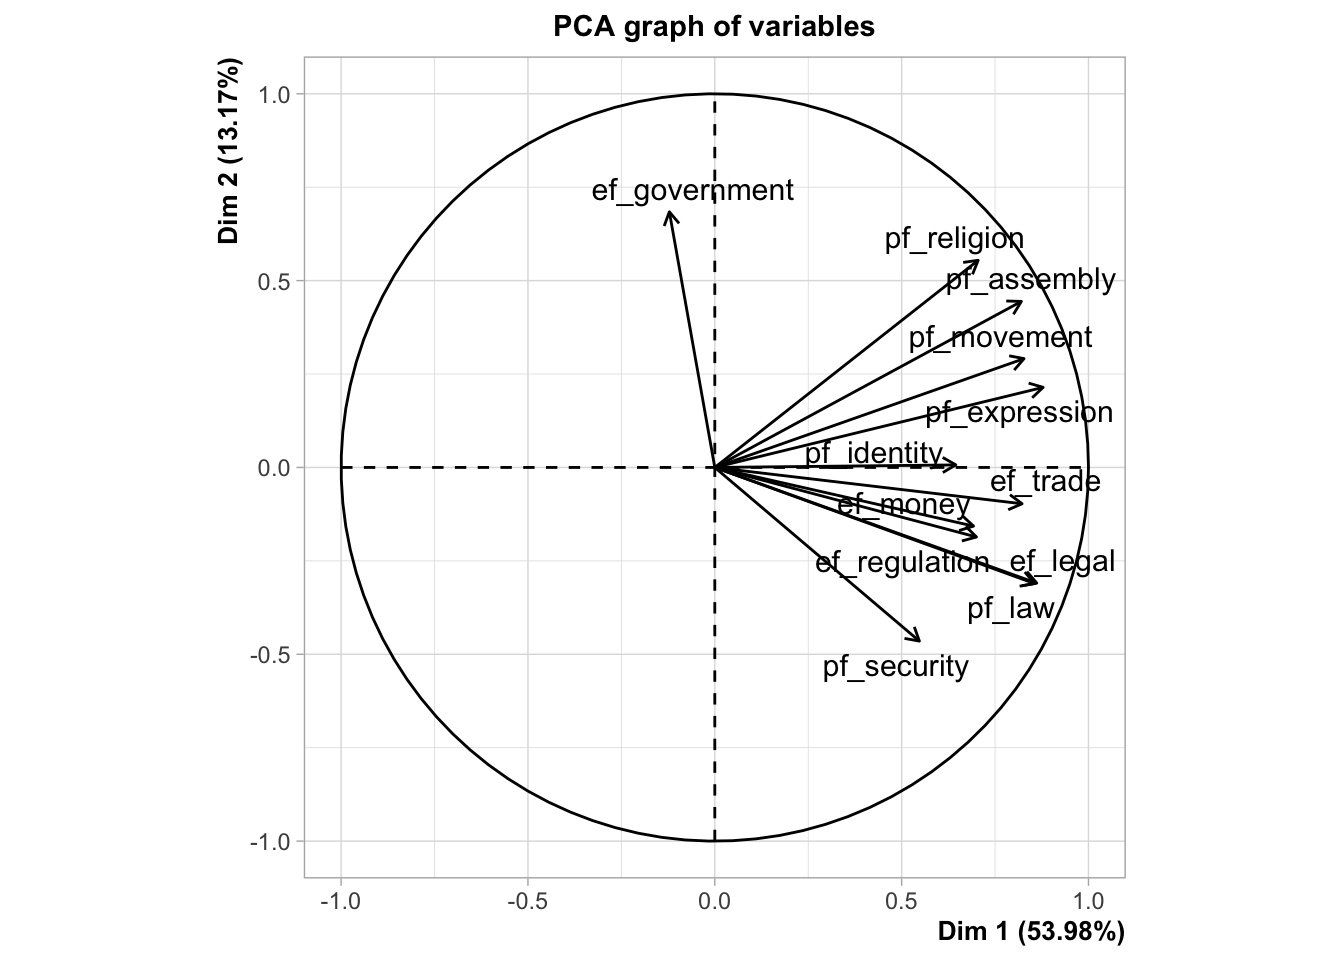 PCA graph of variables
Dim 2 (13.17%)
1.0
0.5
0.0
-0.5
-1.0
ef_government
pf_religion
pf_assembly
pf_movement
pf_expression
pf_identity
ef_trade
ef_money
ef_regulation
ef_legal
pf_law
pf_security
-1.0
-0.5
0.0
0.5
1.0
Dim 1 (53.98%)